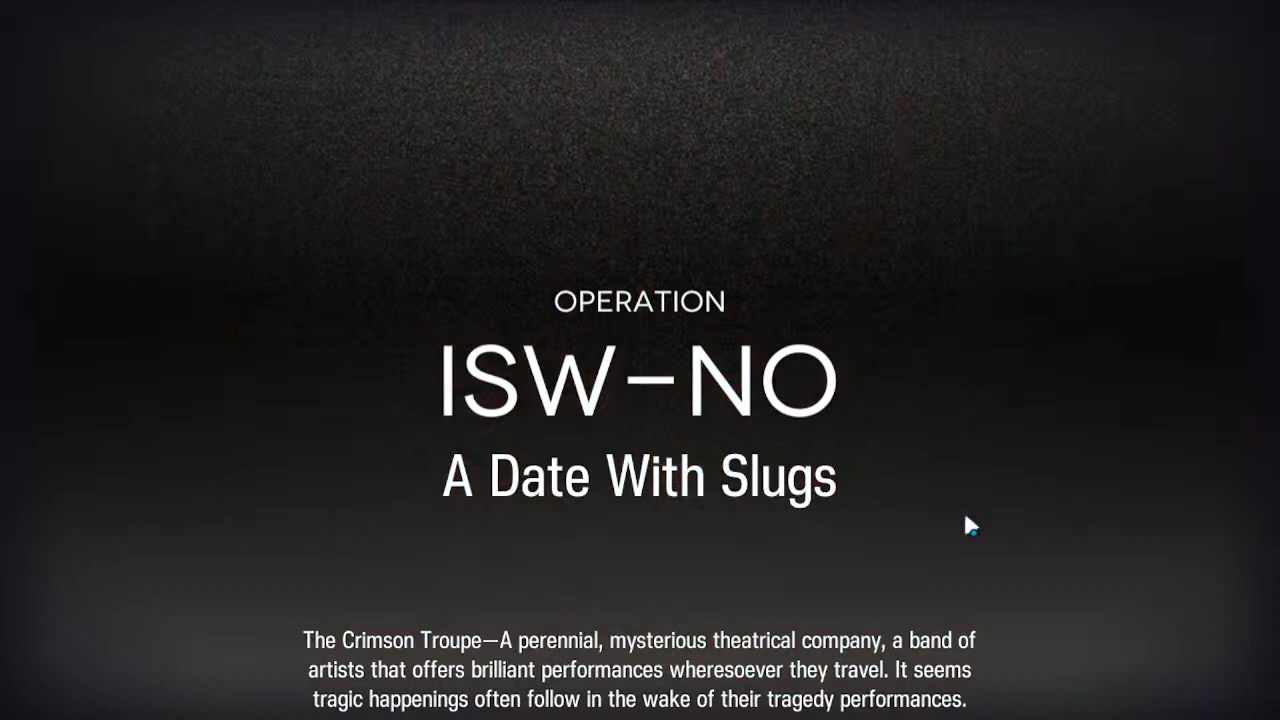 OPERATION
ISW-NO
A Date With Slugs
The Crimson Troupe—A perennial, mysterious theatrical company, a band of
artists that offers brilliant performances wheresoever they travel. It seems
tragic happenings often follow in the wake of their tragedy performances.